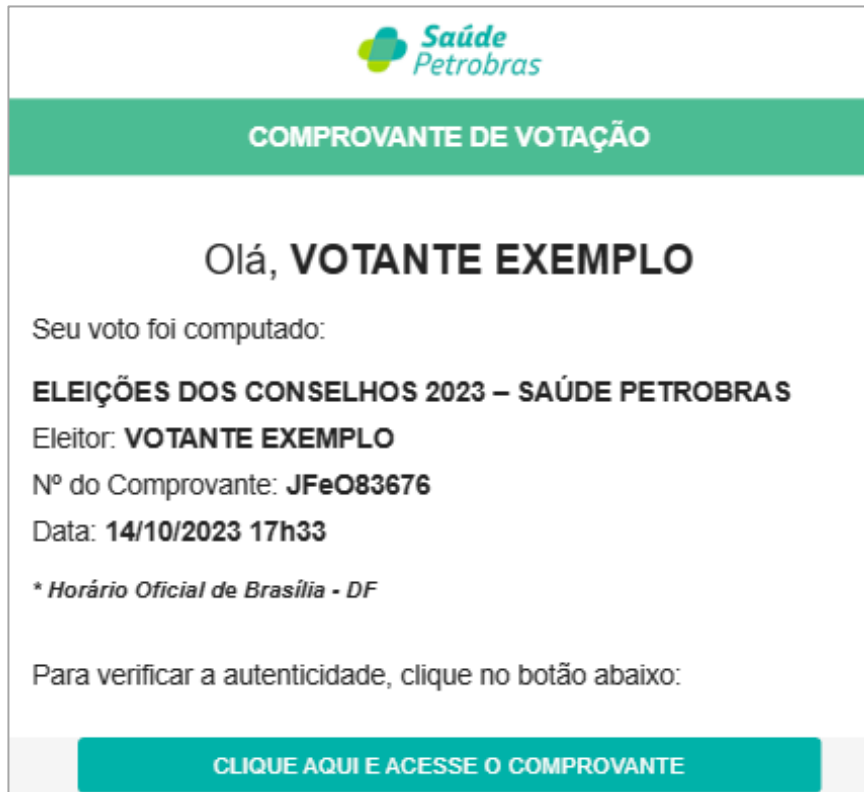 Saúde
Petrobras
COMPROVANTE DE VOTAÇÃO
Olá, VOTANTE EXEMPLO
Seu voto foi computado:
ELEIÇÕES DOS CONSELHOS 2023 – SAÚDE PETROBRAS
Eleitor: VOTANTE EXEMPLO
Nº do Comprovante: JFeO83676
Data: 14/10/2023 17h33
* Horário Oficial de Brasília - DF
Para verificar a autenticidade, clique no botão abaixo:
CLIQUE AQUI E ACESSE O COMPROVANTE